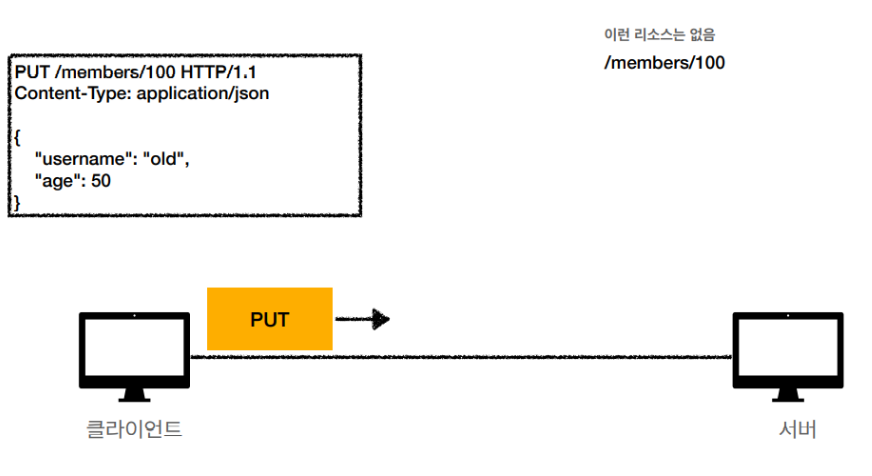 이런 리소스는 없음
/members/100
PUT /members/100 HTTP/1.1
Content-Type: application/json
{
"username": "old",
"age": 50
}
PUT
클라이언트
서버